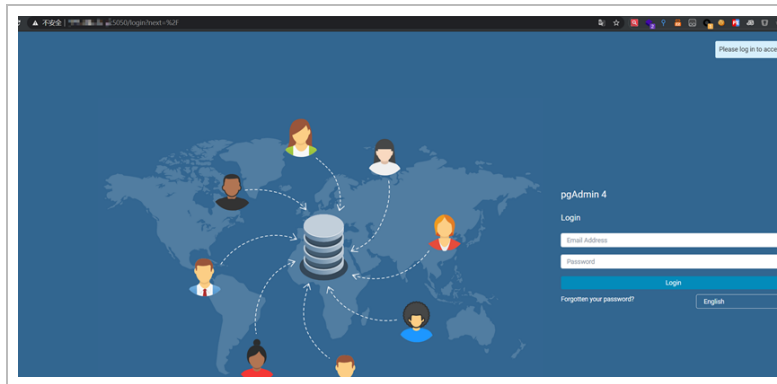 不安全
:5050/login?next=%2F
Please log in to acce
pgAdmin 4
Login
Email Address
Password
Login
Forgotten your password?
English